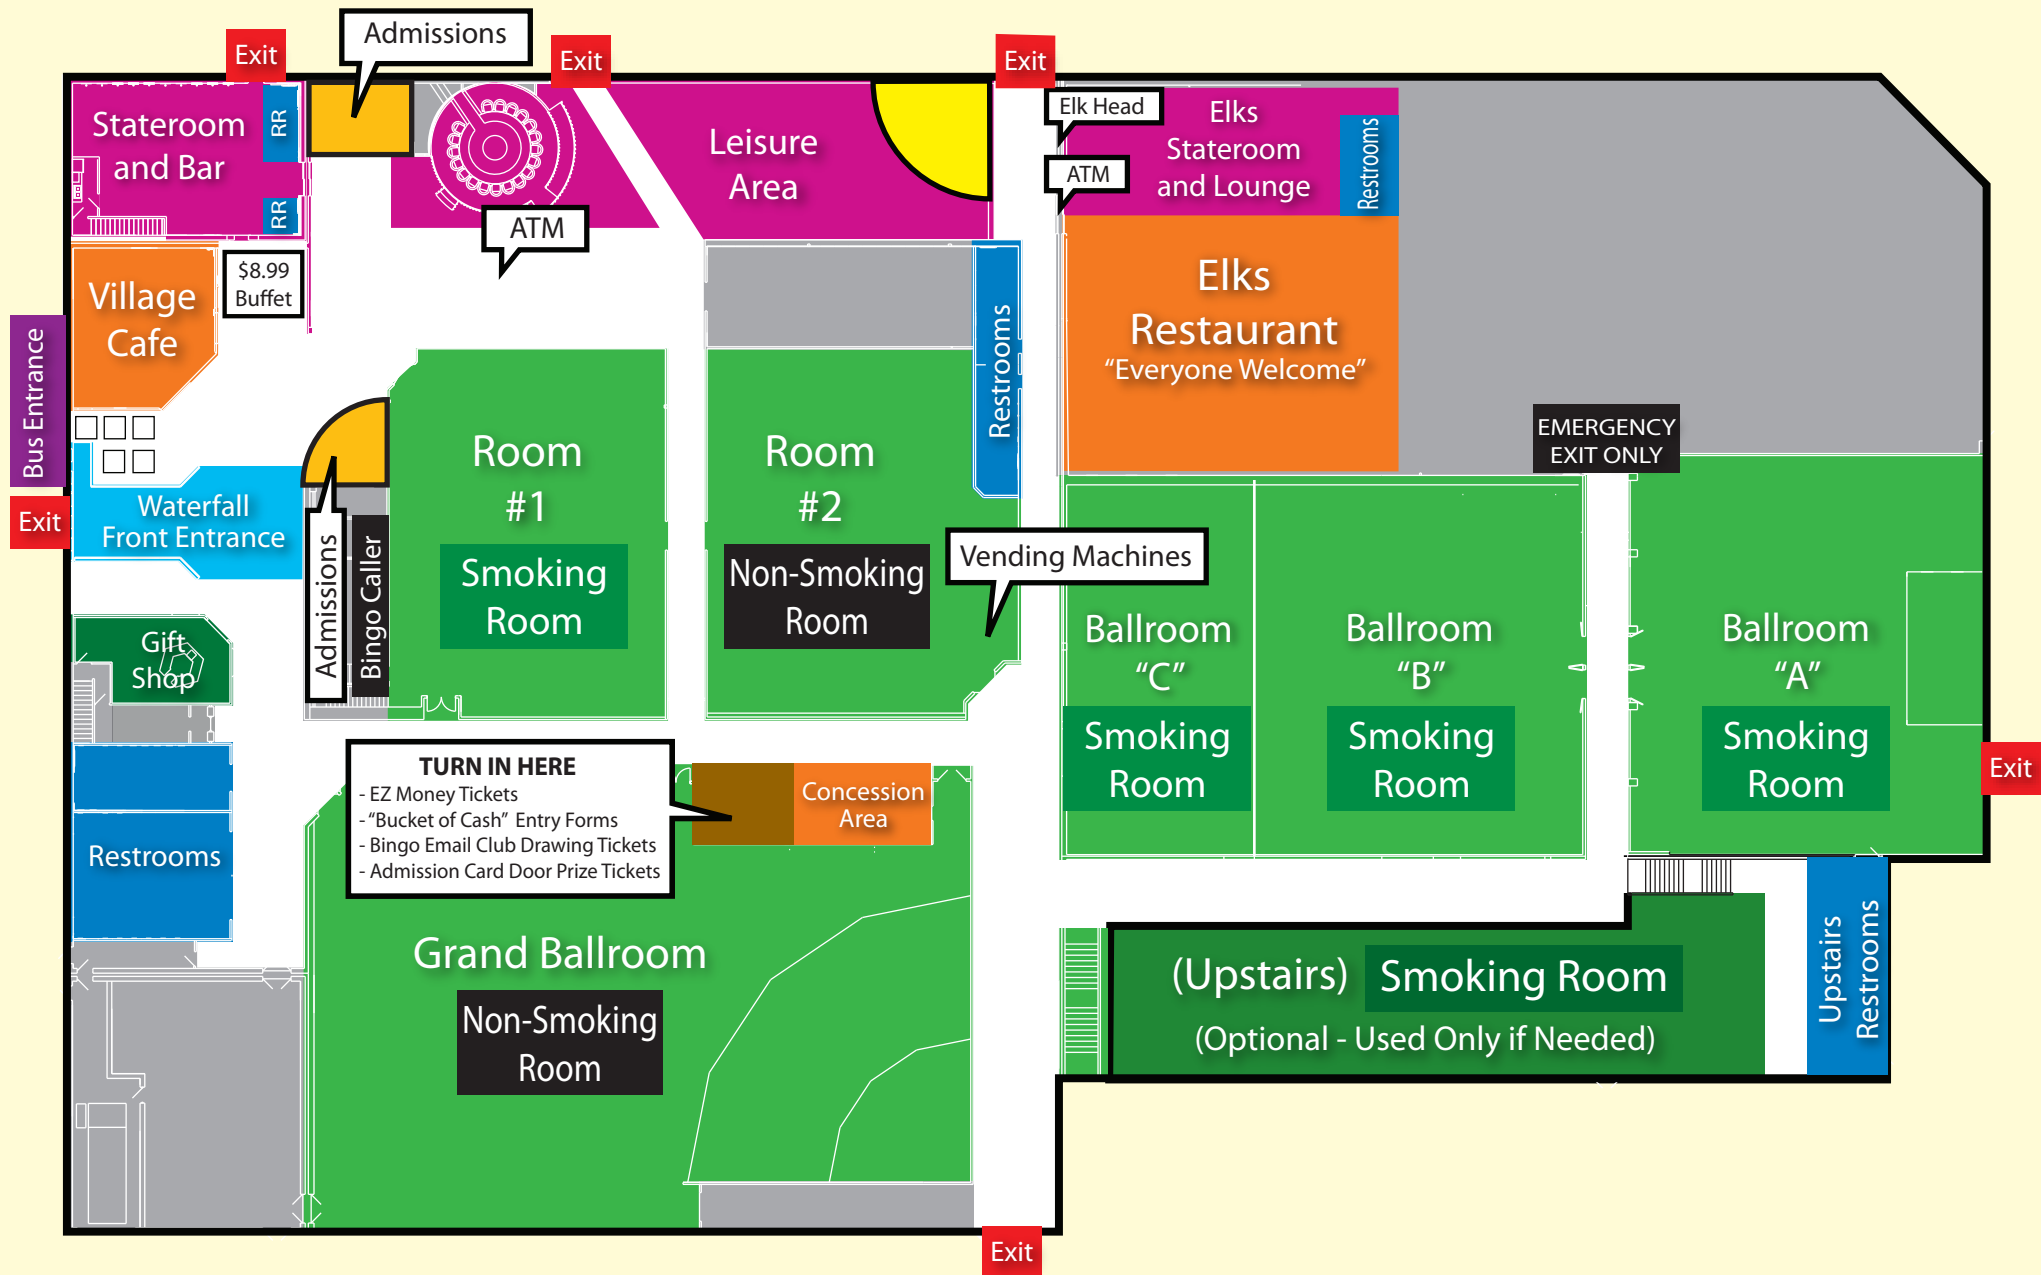 Admissions
Exit
Exit
Exit
Stateroom
and Bar
RR
RR
Leisure
Area
Elk Head
ATM
Elks
Stateroom
and Lounge
Restrooms
ATM
$8.99
Buffet
Village
Cafe
Bus Entrance
Exit
Elks
Restaurant
“Everyone Welcome”
Restrooms
EMERGENCY
EXIT ONLY
Waterfall
Front Entrance
Admissions
Bingo Caller
Room
#1
Smoking
Room
Room
#2
Non-Smoking
Room
Vending Machines
Gift
Shop
Ballroom
“C”
Smoking
Room
Ballroom
“B”
Smoking
Room
Ballroom
“A”
Smoking
Room
Exit
TURN IN HERE
- EZ Money Tickets
- “Bucket of Cash” Entry Forms
- Bingo Email Club Drawing Tickets
- Admission Card Door Prize Tickets
Concession
Area
Restrooms
Grand Ballroom
Non-Smoking
Room
(Upstairs) Smoking Room
(Optional - Used Only if Needed)
Upstairs
Restrooms
Exit